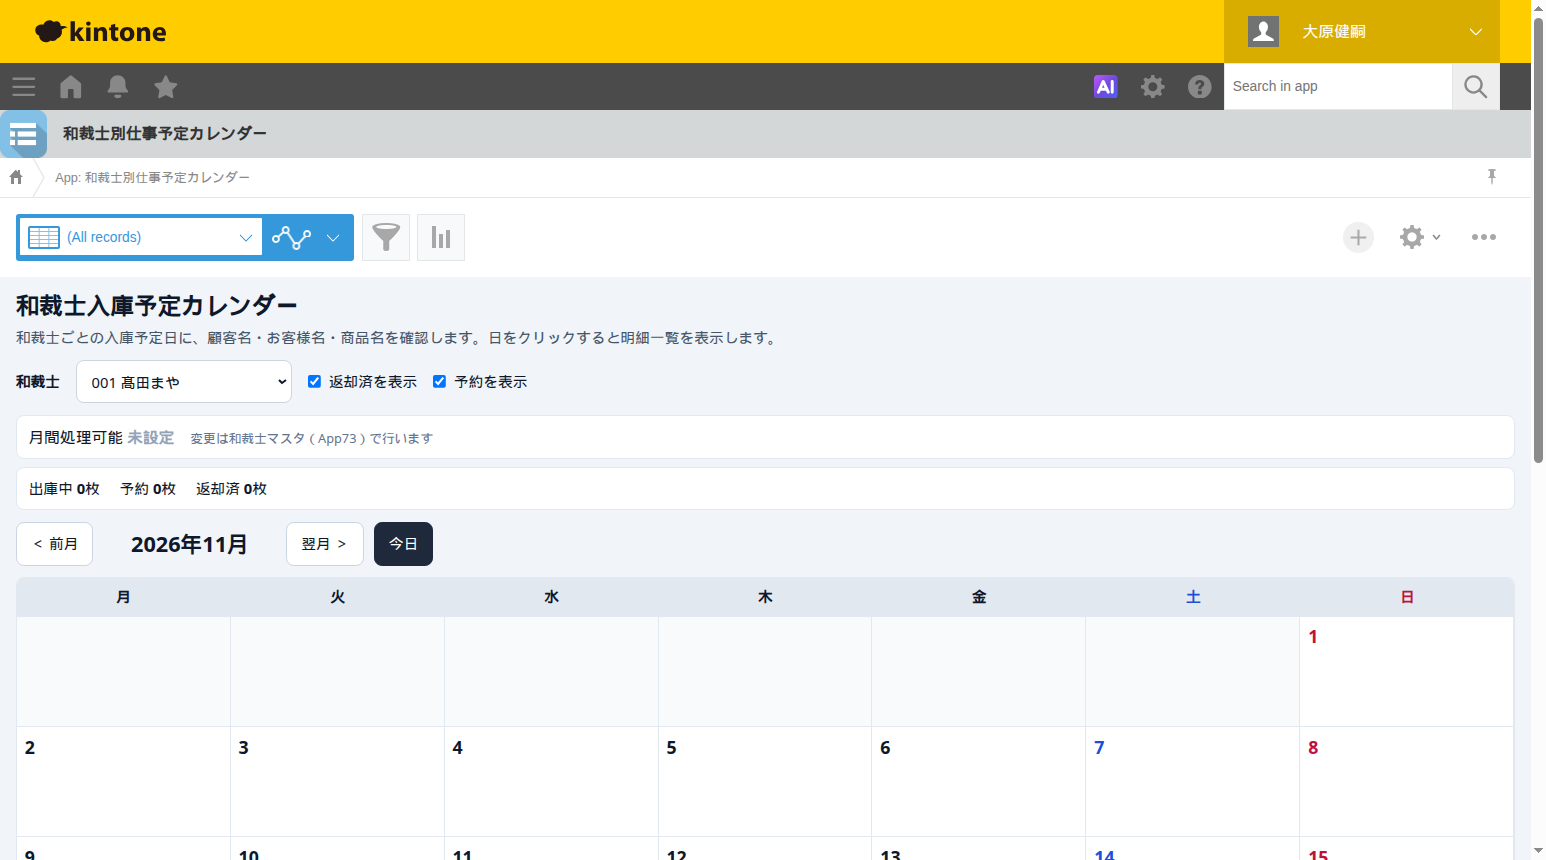 kintone
大原健嗣
AI
Search in app
和裁士別仕事予定カレンダー
App: 和裁士別仕事予定カレンダー
(All records)
和裁士入庫予定カレンダー
和裁士ごとの入庫予定日に、顧客名・お客様名・商品名を確認します。日をクリックすると明細一覧を表示します。
和裁士 001 髙田まや 返却済を表示 予約を表示
月間処理可能 未設定 変更は和裁士マスタ（App73）で行います
出庫中 0枚 予約 0枚 返却済 0枚
< 前月 2026年11月 翌月 > 今日
月 火 水 木 金 土 日
1
2 3 4 5 6 7 8
9 10 11 12 13 14 15